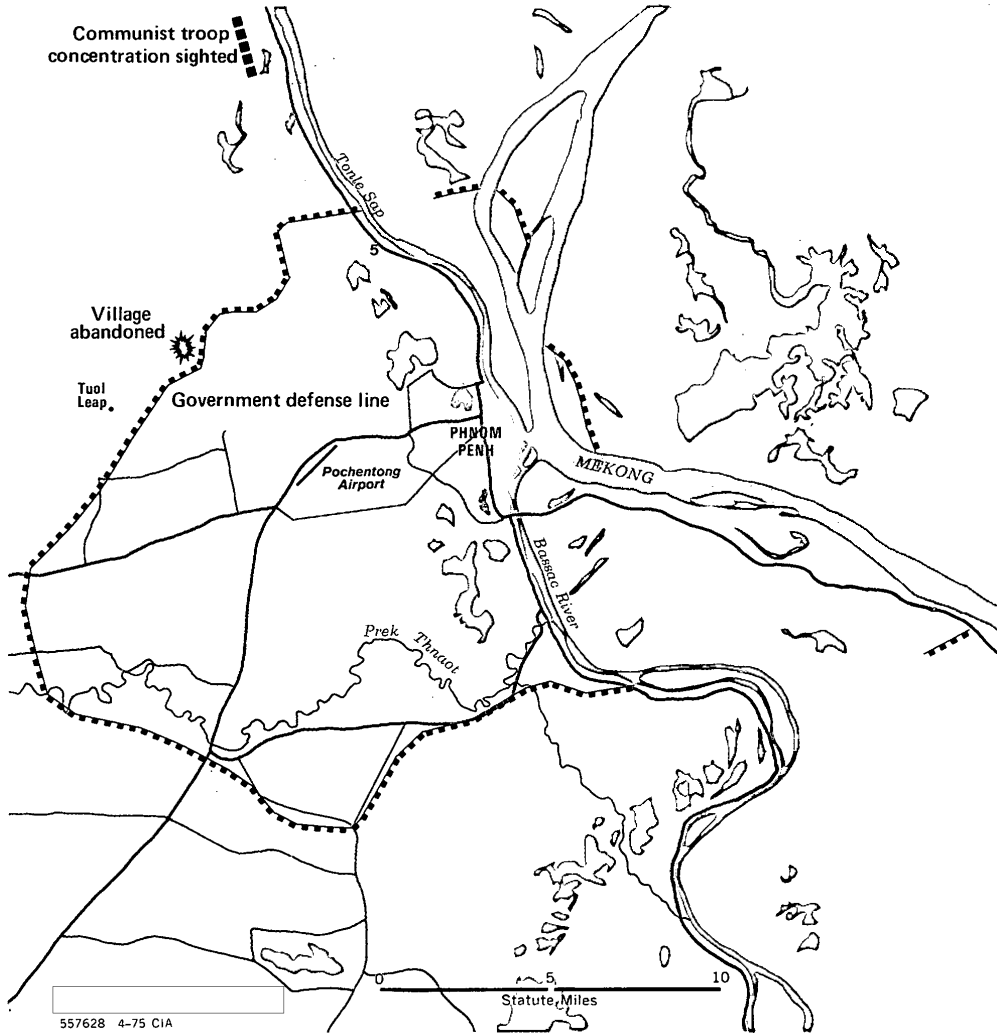 Communist troop
concentration sighted
Tonle Sap
5
Village
abandoned
Tuol
Leap
Government defense line
PHNOM
PENH
Pochentong
Airport
MEKONG
Bassac River
Prek Thnaot
0 5 10
Statute Miles
557628 4-75 CIA